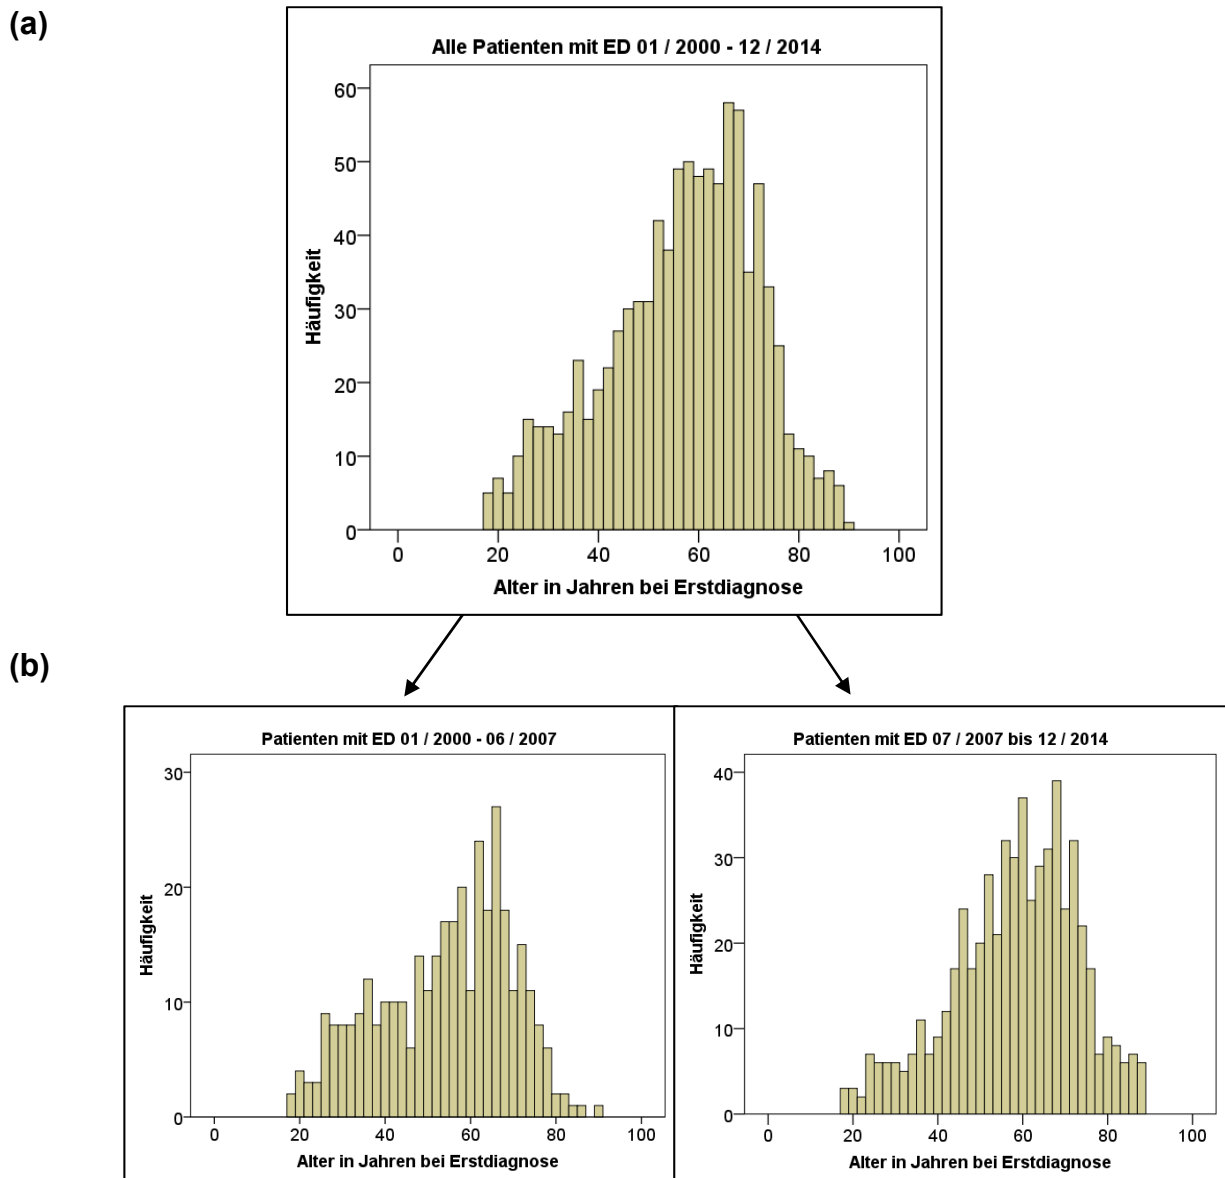 (a)
Alle Patienten mit ED 01 / 2000 - 12 / 2014
60
50
40
30
20
10
0
Häufigkeit
0 20 40 60 80 100
Alter in Jahren bei Erstdiagnose
(b)
Patienten mit ED 01 / 2000 - 06 / 2007
30
20
10
0
Häufigkeit
0 20 40 60 80 100
Alter in Jahren bei Erstdiagnose
Patienten mit ED 07 / 2007 bis 12 / 2014
40
30
20
10
0
Häufigkeit
0 20 40 60 80 100
Alter in Jahren bei Erstdiagnose